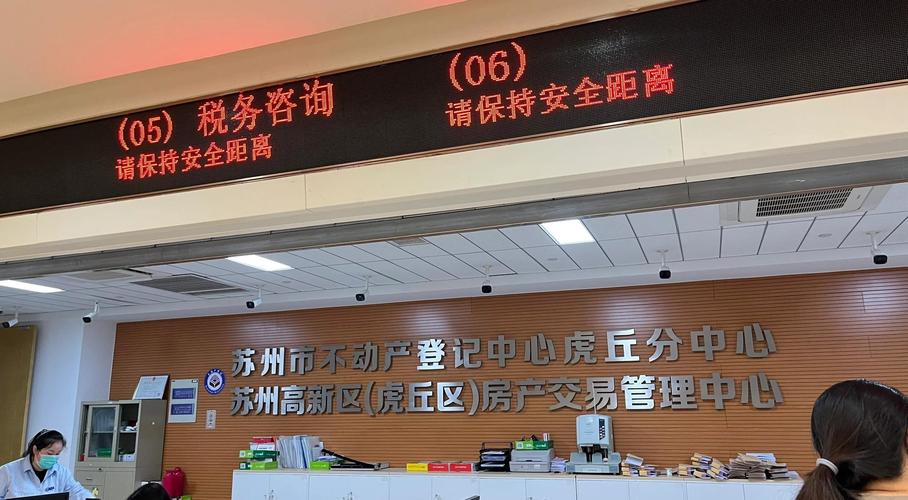 (05) 税务咨询
请保持安全距离
(06)
请保持安全距离
苏州市不动产登记中心虎丘分中心
苏州高新区(虎丘区)房产交易管理中心